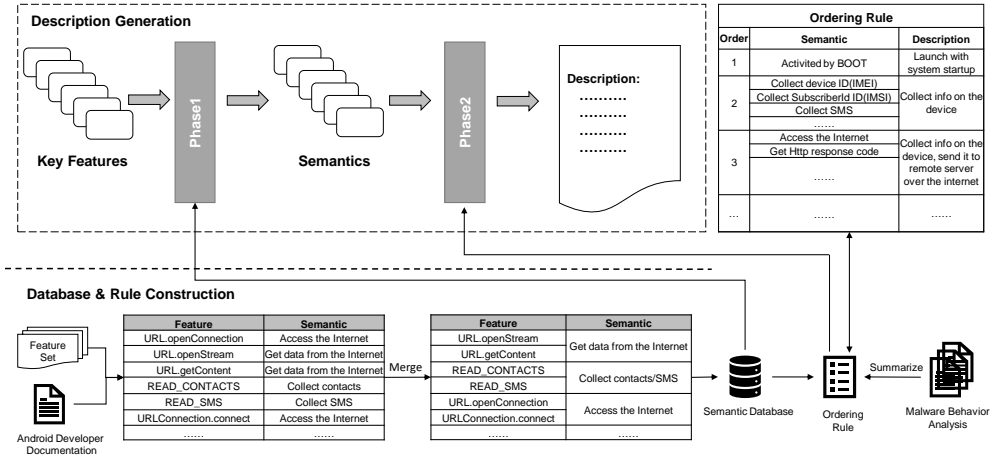 Description Generation
Key Features
Phase1
Semantics
Phase2
Description:
………
………
………
………
………
Ordering Rule
Order Semantic Description
1 Activited by BOOT Launch with
system startup
2 Collect device ID(IMEI)
Collect SubscriberId ID(IMSI)
Collect SMS
……
Collect info on the
device
3 Access the Internet
Get Http response code
……
Collect info on the
device, send it to
remote server
over the internet
... …… ……
Database & Rule Construction
Feature
Set
Android Developer
Documentation
Feature Semantic
URL.openConnection Access the Internet
URL.openStream Get data from the Internet
URL.getContent Get data from the Internet
READ_CONTACTS Collect contacts
READ_SMS Collect SMS
URLConnection.connect Access the Internet
…… ……
Merge
Feature Semantic
URL.openStream
URL.getContent
Get data from the Internet
READ_CONTACTS
READ_SMS
Collect contacts/SMS
URL.openConnection
URLConnection.connect
Access the Internet
…… ……
Semantic Database
Ordering
Rule
Summarize
Malware Behavior
Analysis